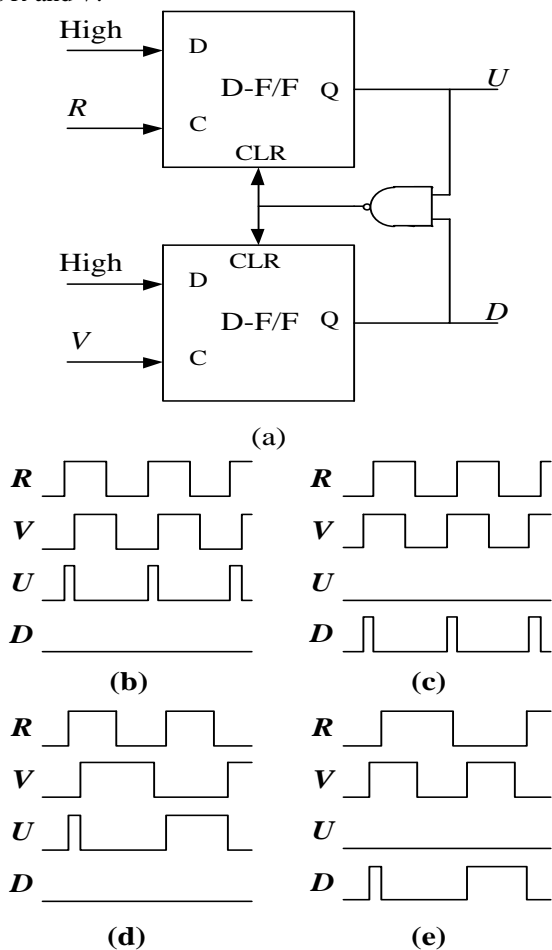 R and V.
High
D
D-F/F
Q
U
R
C
CLR
High
CLR
D
D-F/F
Q
D
V
C
(a)
R
V
U
D
(b)
R
V
U
D
(c)
R
V
U
D
(d)
R
V
U
D
(e)